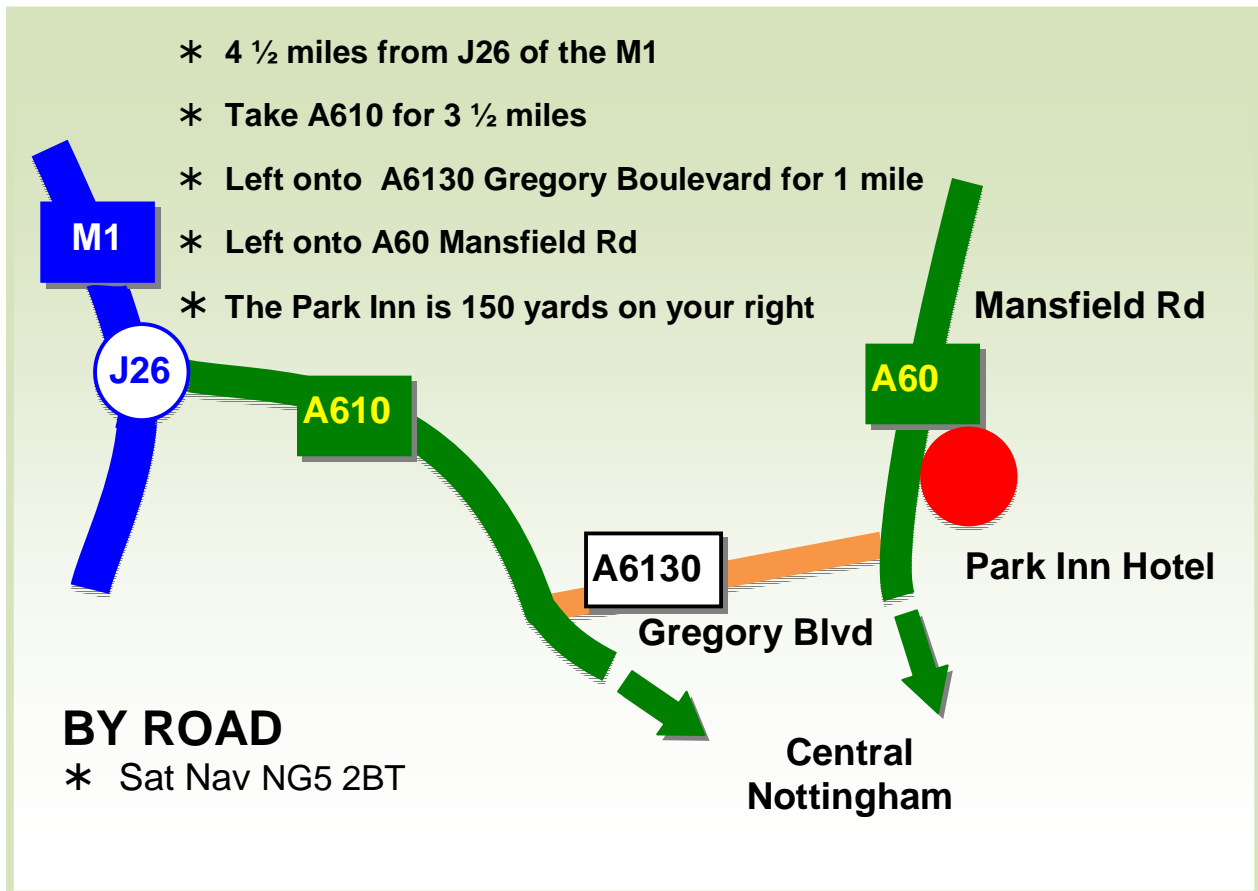 * 4 ½ miles from J26 of the M1
* Take A610 for 3 ½ miles
* Left onto A6130 Gregory Boulevard for 1 mile
* Left onto A60 Mansfield Rd
* The Park Inn is 150 yards on your right
M1
Mansfield Rd
J26
A60
A610
A6130
Park Inn Hotel
Gregory Blvd
BY ROAD
* Sat Nav NG5 2BT
Central
Nottingham